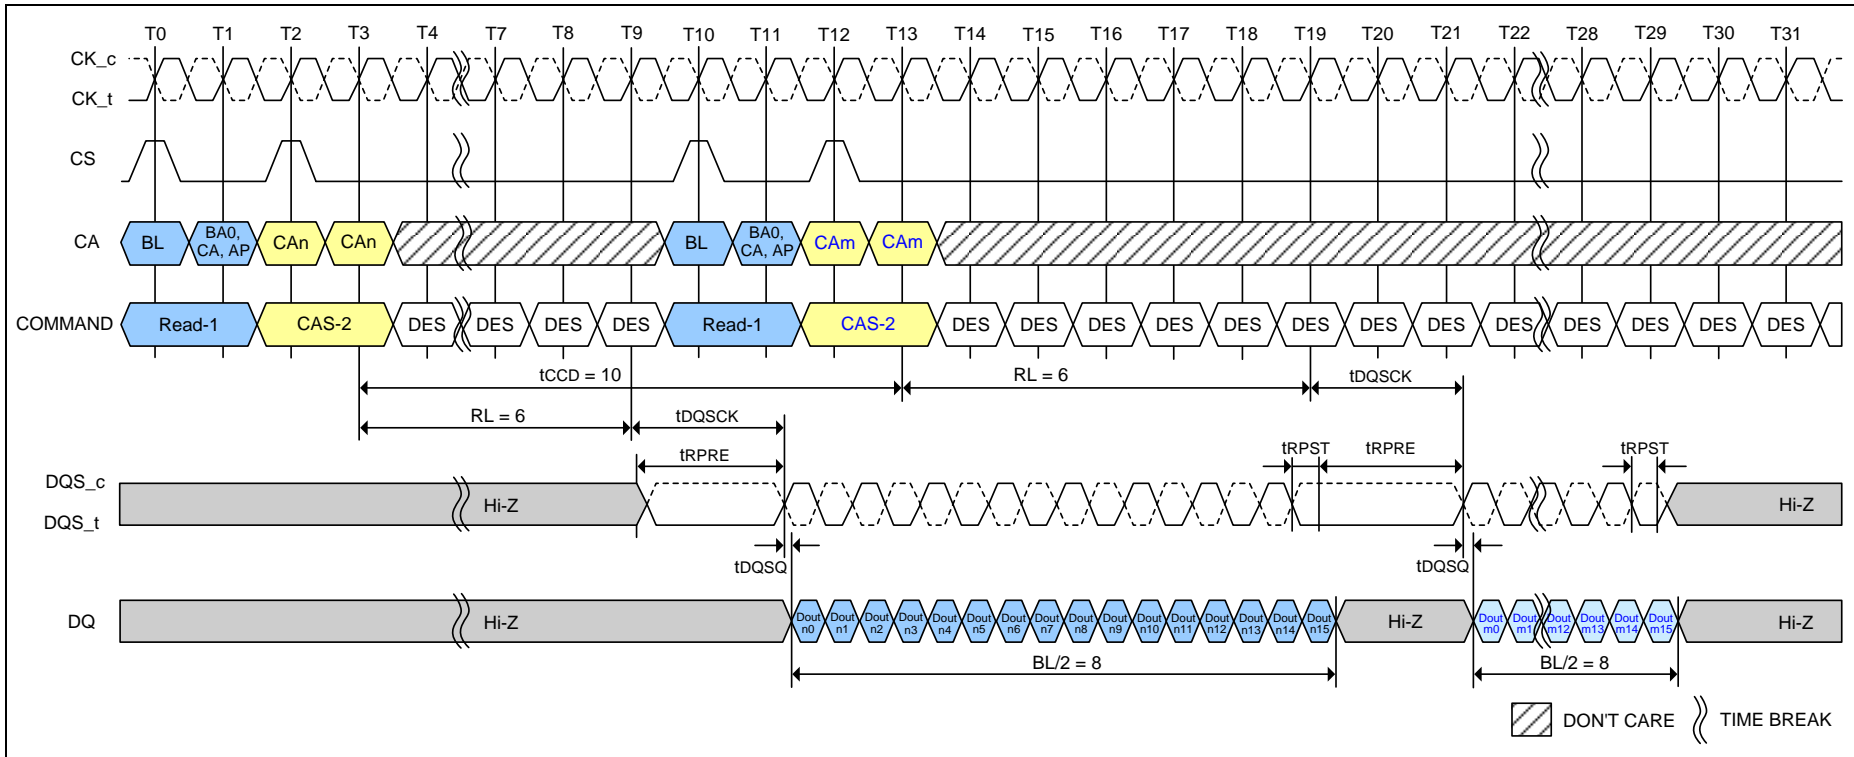 T0 T1 T2 T3 T4 T7 T8 T9 T10 T11 T12 T13 T14 T15 T16 T17 T18 T19 T20 T21 T22 T28 T29 T30 T31
CK_c
CK_t
CS
CA BL BA0, CA, AP CAn CAn BL BA0, CA, AP CAm CAm
COMMAND Read-1 CAS-2 DES DES DES DES Read-1 CAS-2 DES DES DES DES DES DES DES DES DES DES DES DES DES
tCCD = 10 RL = 6 tDQSCK
RL = 6 tDQSCK
tRPRE tRPST tRPRE tRPST
DQS_c
DQS_t
Hi-Z Hi-Z
tDQSQ tDQSQ
DQ Hi-Z Dout n0 Dout n1 Dout n2 Dout n3 Dout n4 Dout n5 Dout n6 Dout n7 Dout n8 Dout n9 Dout n10 Dout n11 Dout n12 Dout n13 Dout n14 Dout n15 Hi-Z Dout m0 Dout m1 Dout m12 Dout m13 Dout m14 Dout m15 Hi-Z
BL/2 = 8 BL/2 = 8
DON'T CARE TIME BREAK